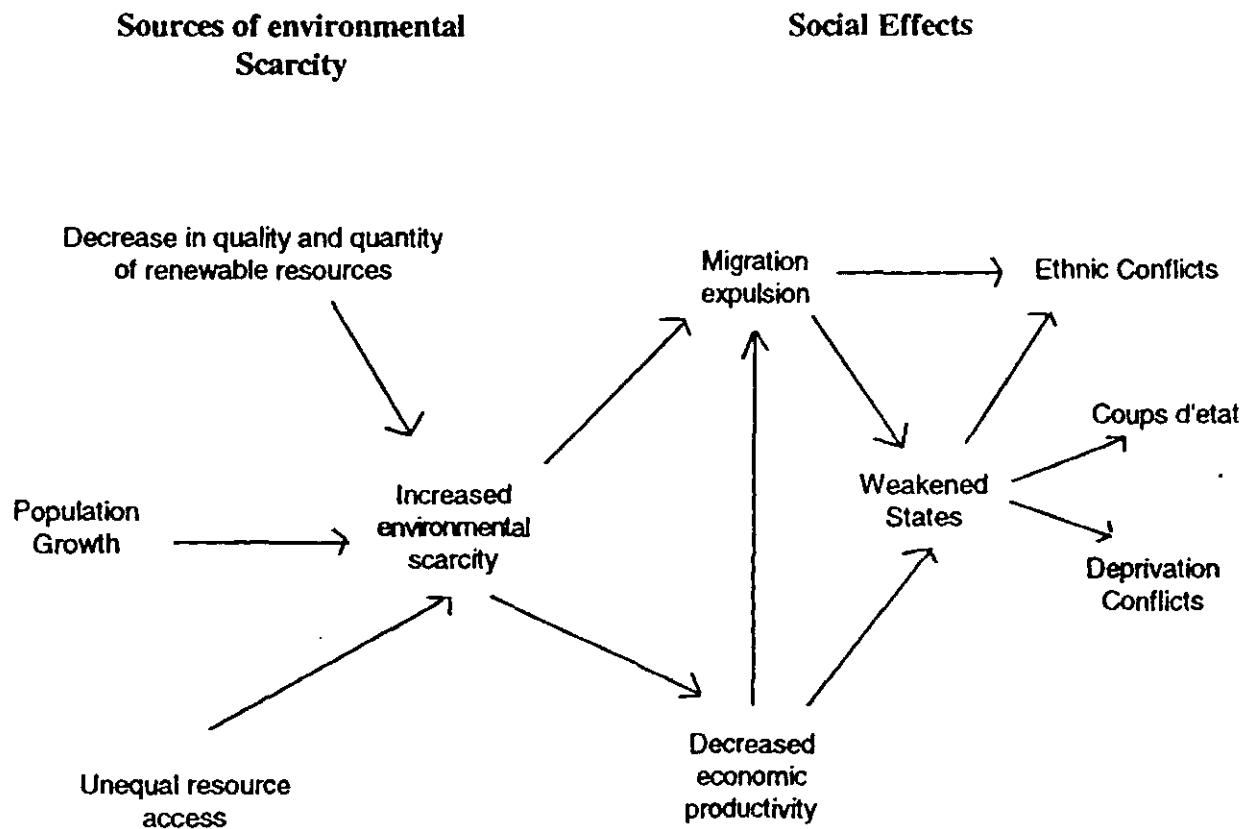 Sources of environmental
Scarcity
Social Effects
Decrease in quality and quantity
of renewable resources
Migration
expulsion
Ethnic Conflicts
Coups d'etat
Population
Growth
Increased
environmental
scarcity
Weakened
States
Deprivation
Conflicts
Unequal resource
access
Decreased
economic
productivity